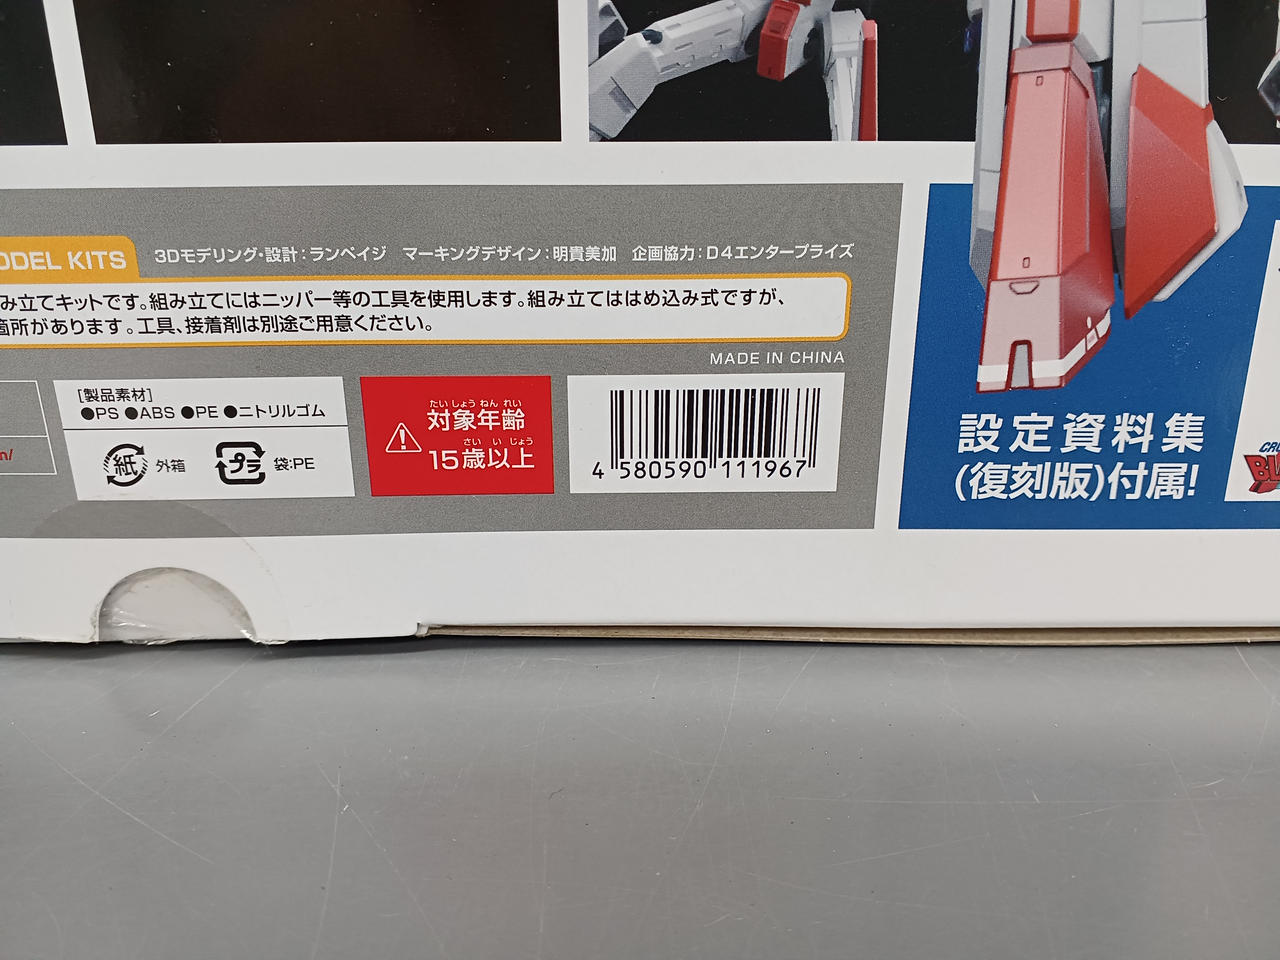 ODEL KITS
3Dモデリング・設計：ランペイジ マーキングデザイン：明貴美加 企画協力：D4エンタープライズ
み立てキットです。組み立てにはニッパー等の工具を使用します。組み立てははめ込み式ですが、
箇所があります。工具、接着剤は別途ご用意ください。
MADE IN CHINA
n/
[製品素材]
●PS ●ABS ●PE ●ニトリルゴム
紙 外箱 プラ 袋:PE
たいしょうねんれい
対象年齢
さい いじょう
15歳以上
4 580590 111967
設定資料集
(復刻版)付属!